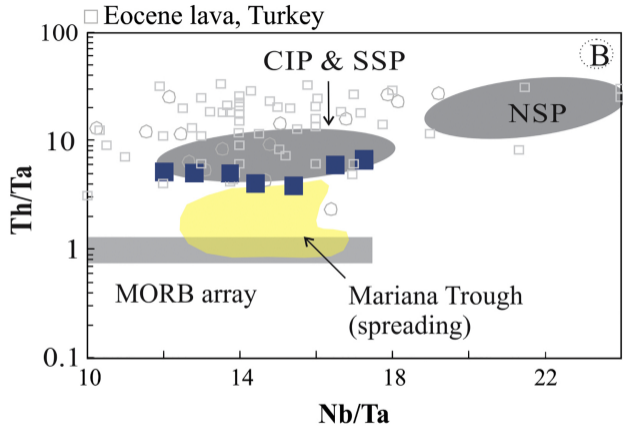 Eocene lava, Turkey
100
B
CIP & SSP
NSP
10
Th/Ta
1
MORB array
Mariana Trough
(spreading)
0.1
10
14
18
22
Nb/Ta